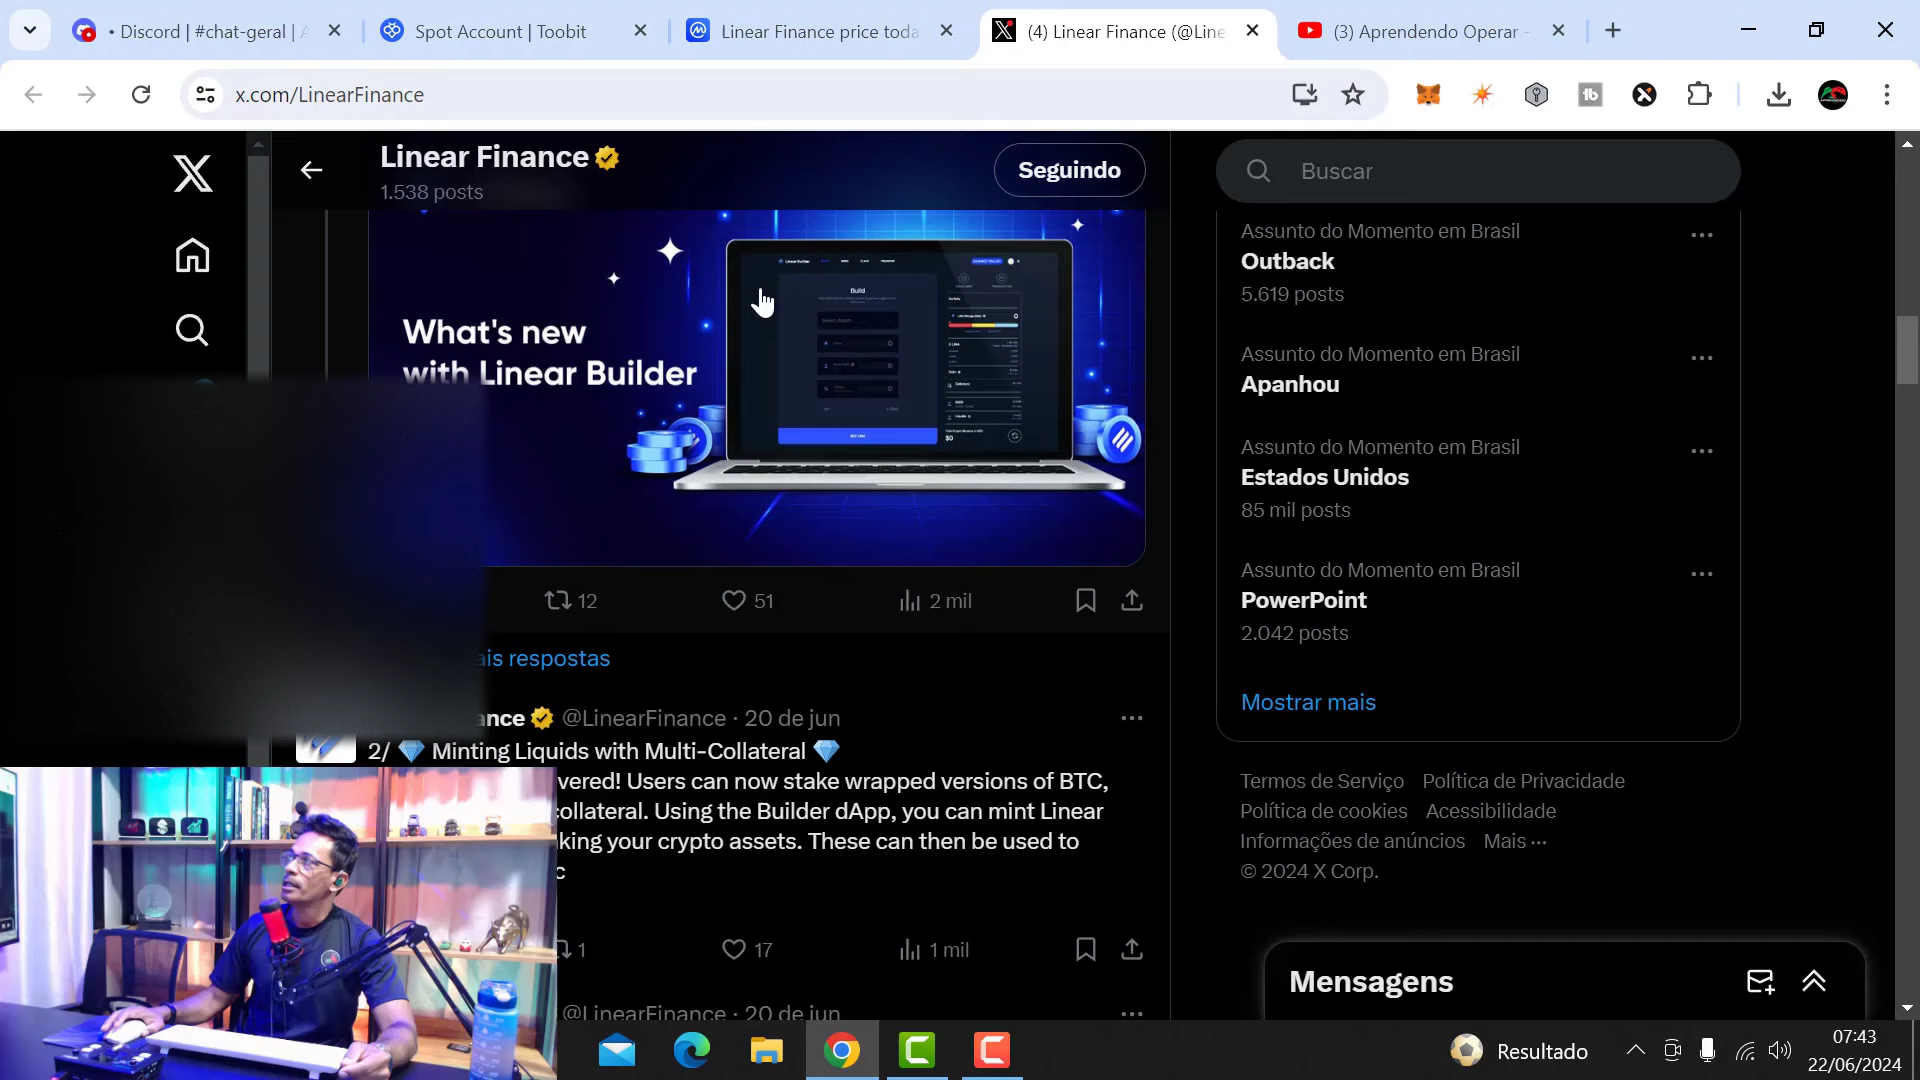 • Discord | #chat-geral | A
Spot Account | Toobit
Linear Finance price toda
(4) Linear Finance (@Line
(3) Aprendendo Operar -
x.com/LinearFinance
Linear Finance
1.538 posts
Seguindo
Buscar
What's new
with Linear Builder
Build
$0
12
51
2 mil
ais respostas
ance @LinearFinance · 20 de jun
2/ 💎 Minting Liquids with Multi-Collateral 💎
vered! Users can now stake wrapped versions of BTC,
collateral. Using the Builder dApp, you can mint Linear
king your crypto assets. These can then be used to
c
1
17
1 mil
@LinearFinance · 20 de jun
Assunto do Momento em Brasil
Outback
5.619 posts
Assunto do Momento em Brasil
Apanhou
Assunto do Momento em Brasil
Estados Unidos
85 mil posts
Assunto do Momento em Brasil
PowerPoint
2.042 posts
Mostrar mais
Termos de Serviço Política de Privacidade
Política de cookies Acessibilidade
Informações de anúncios Mais ···
© 2024 X Corp.
Mensagens
Resultado
07:43
22/06/2024